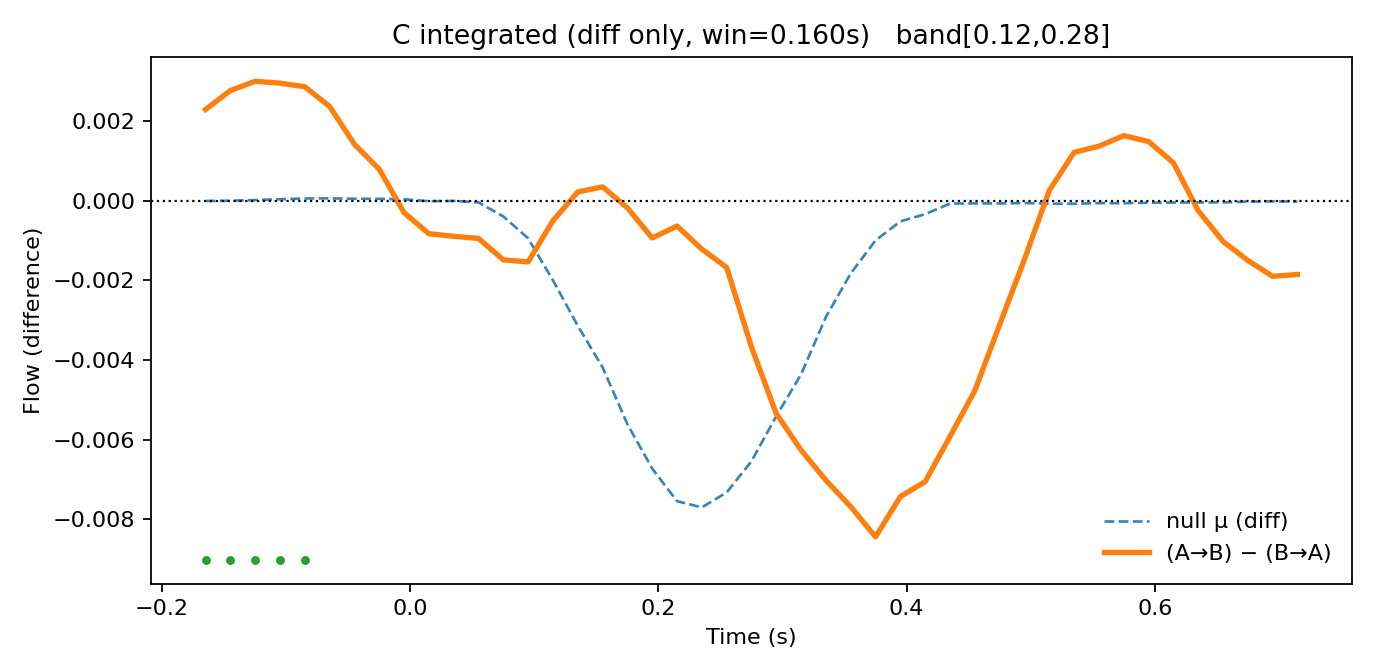 C integrated (diff only, win=0.160s)   band[0.12,0.28]
Flow (difference)
0.002
0.000
−0.002
−0.004
−0.006
−0.008
null μ (diff)
(A→B) − (B→A)
−0.2
0.0
0.2
0.4
0.6
Time (s)